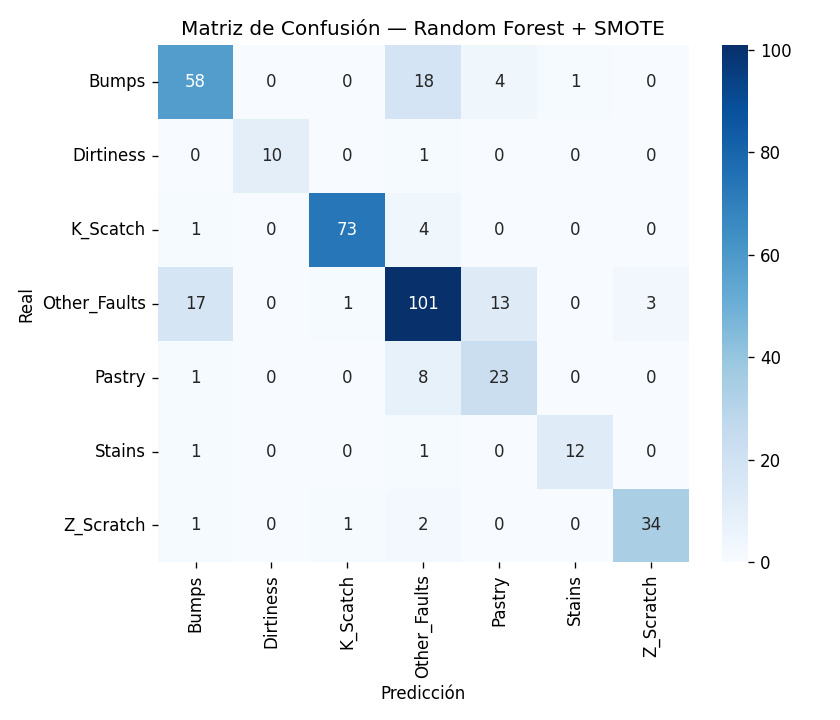 Matriz de Confusión — Random Forest + SMOTE
Real
Bumps 58 0 0 18 4 1 0
Dirtiness 0 10 0 1 0 0 0
K_Scatch 1 0 73 4 0 0 0
Other_Faults 17 0 1 101 13 0 3
Pastry 1 0 0 8 23 0 0
Stains 1 0 0 1 0 12 0
Z_Scratch 1 0 1 2 0 0 34
Bumps Dirtiness K_Scatch Other_Faults Pastry Stains Z_Scratch
Predicción
100
80
60
40
20
0